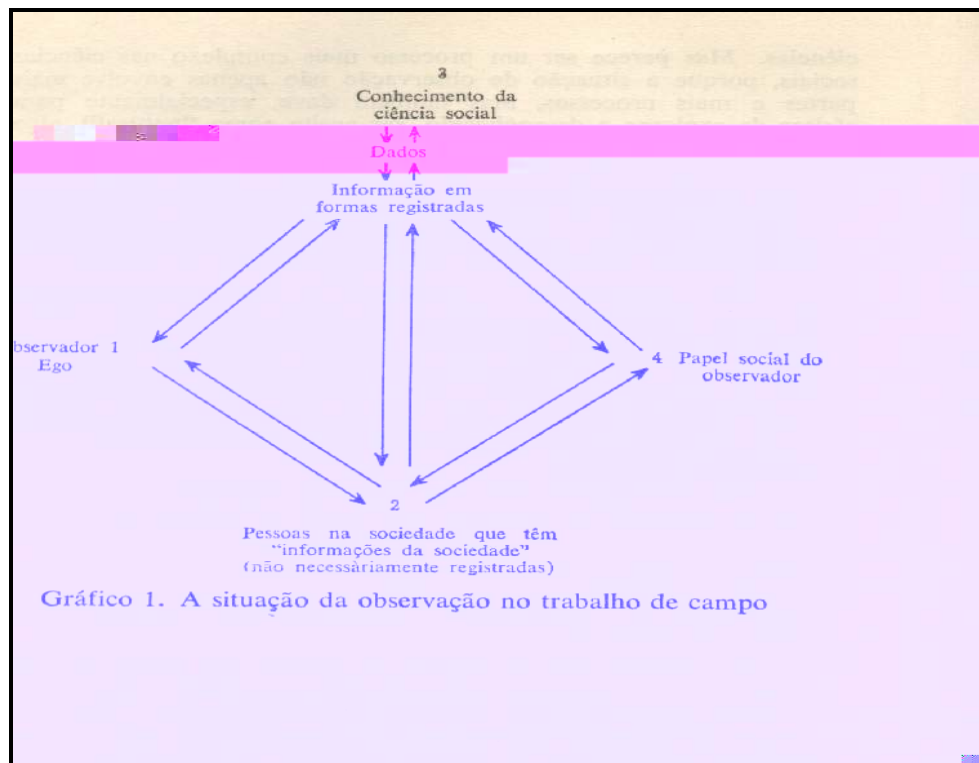 3
Conhecimento da
ciência social
Dados
Informação em
formas registradas
bservador 1
Ego
4 Papel social do
observador
2
Pessoas na sociedade que têm
"informações da sociedade"
(não necessàriamente registradas)
Gráfico 1. A situação da observação no trabalho de campo